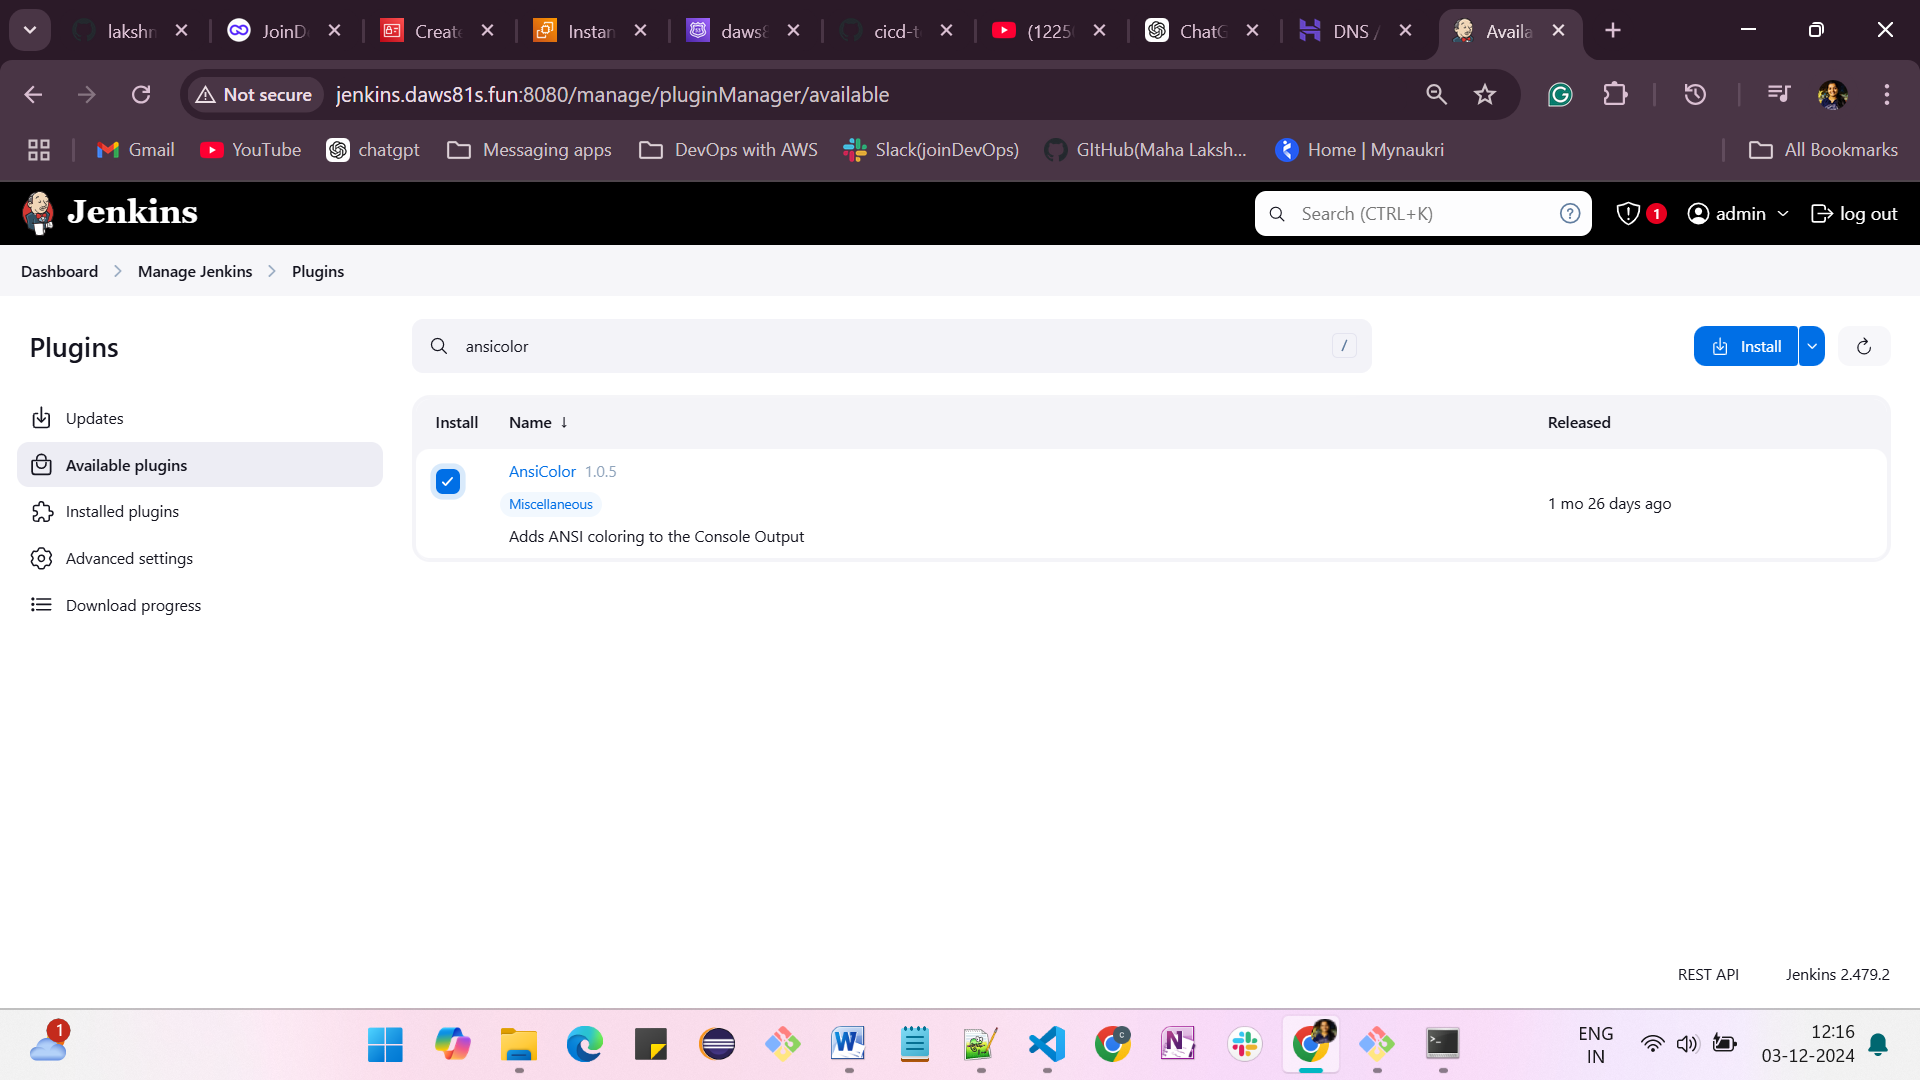 lakshn
JoinD
Create
Instan
daws8
cicd-t
(1225
ChatG
DNS /
Availa
Not secure
jenkins.daws81s.fun:8080/manage/pluginManager/available
Gmail
YouTube
chatgpt
Messaging apps
DevOps with AWS
Slack(joinDevOps)
GItHub(Maha Laksh...
Home | Mynaukri
All Bookmarks
Jenkins
Search (CTRL+K)
1
admin
log out
Dashboard
Manage Jenkins
Plugins
Plugins
ansicolor
/
Install
Updates
Available plugins
Installed plugins
Advanced settings
Download progress
Install
Name ↓
Released
AnsiColor 1.0.5
Miscellaneous
Adds ANSI coloring to the Console Output
1 mo 26 days ago
REST API
Jenkins 2.479.2
1
ENG
IN
12:16
03-12-2024